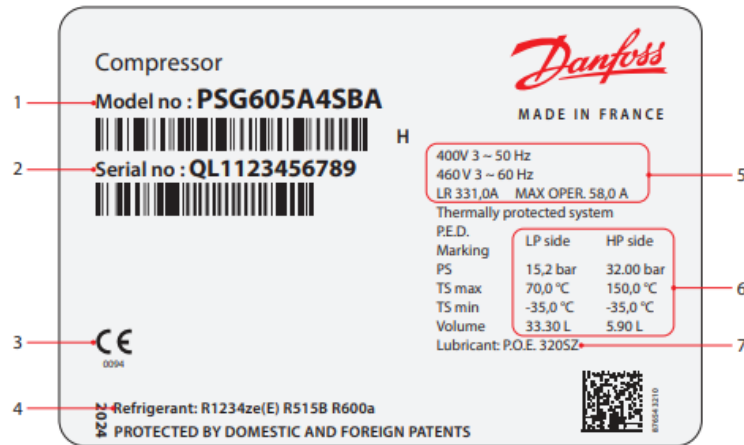 Compressor
Danfoss
MADE IN FRANCE
1
Model no : PSG605A4SBA
H
2
Serial no : QL1123456789
400V 3 ~ 50 Hz
460 V 3 ~ 60 Hz
LR 331,0A MAX OPER. 58,0 A
5
Thermally protected system
P.E.D.
Marking
LP side HP side
PS 15,2 bar 32.00 bar
TS max 70,0 °C 150,0 °C
6
TS min -35,0 °C -35,0 °C
Volume 33.30 L 5.90 L
Lubricant: P.O.E. 320SZ
7
3
CE
0094
4
2024
Refrigerant: R1234ze(E) R515B R600a
PROTECTED BY DOMESTIC AND FOREIGN PATENTS
876543210